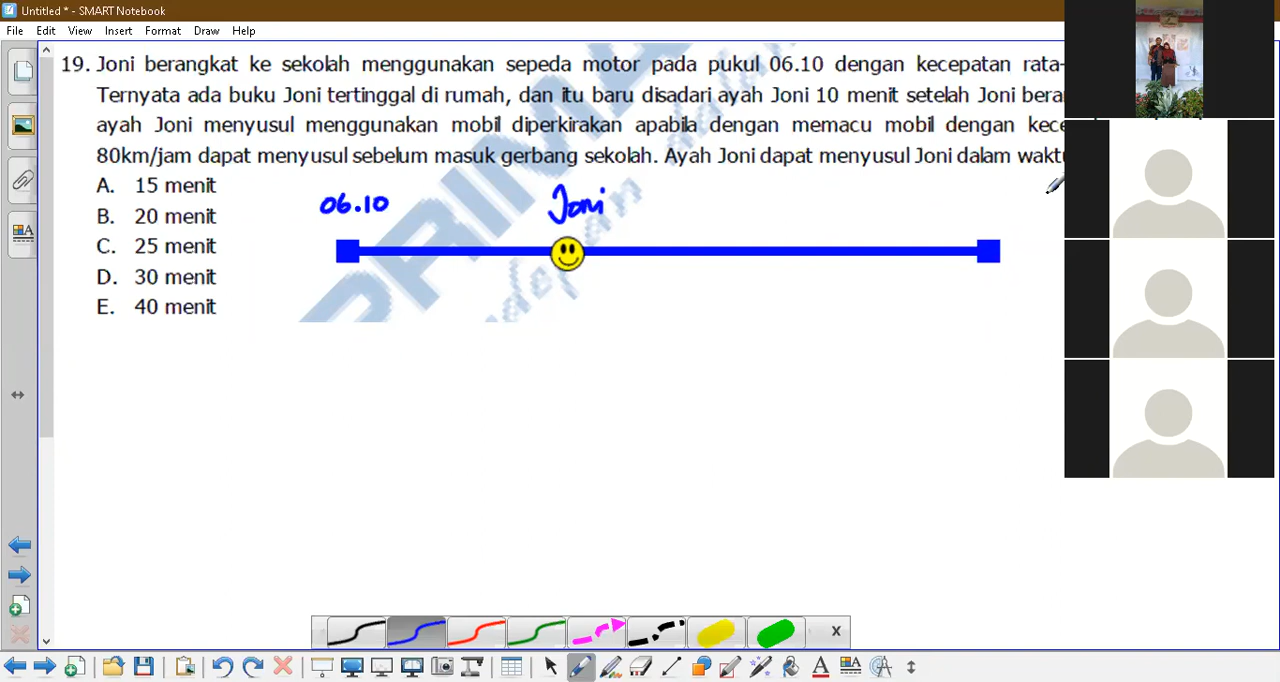 Untitled * - SMART Notebook
File Edit View Insert Format Draw Help
19. Joni berangkat ke sekolah menggunakan sepeda motor pada pukul 06.10 dengan kecepatan rata-
Ternyata ada buku Joni tertinggal di rumah, dan itu baru disadari ayah Joni 10 menit setelah Joni
ayah Joni menyusul menggunakan mobil diperkirakan apabila dengan memacu mobil dengan
80km/jam dapat menyusul sebelum masuk gerbang sekolah. Ayah Joni dapat menyusul Joni dalam
A. 15 menit
B. 20 menit
C. 25 menit
D. 30 menit
E. 40 menit
06.10 Joni
PRIM